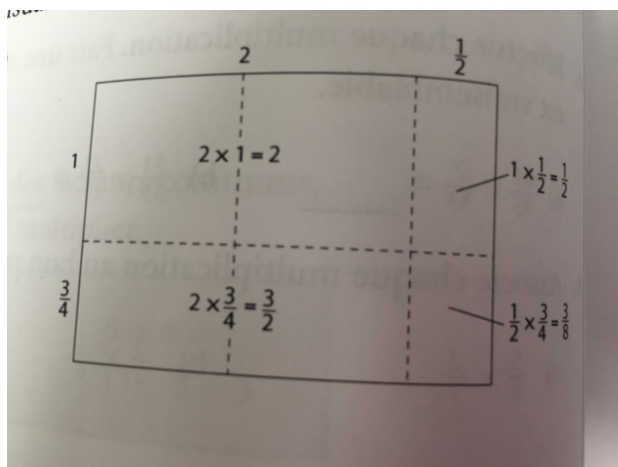 2 1/2
1 2 x 1 = 2 1 x 1/2 = 1/2
3/4 2 x 3/4 = 3/2 1/2 x 3/4 = 3/8